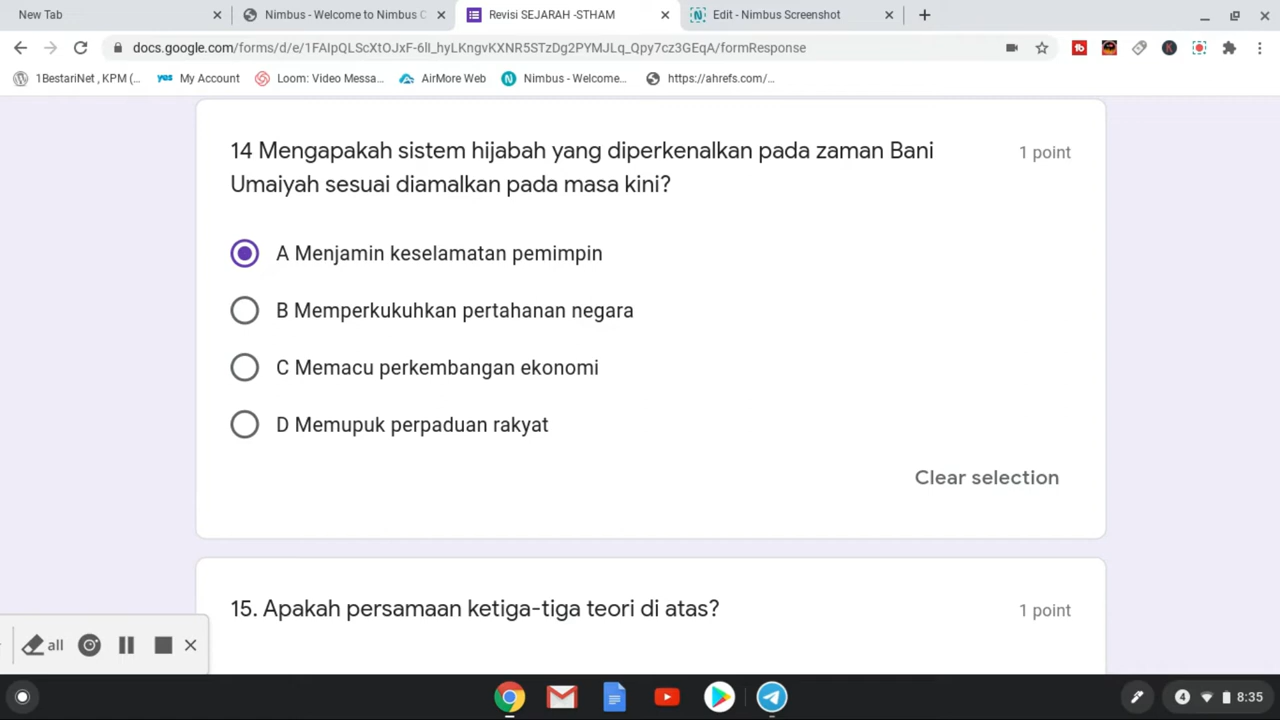 New Tab
Nimbus - Welcome to Nimbus C
Revisi SEJARAH -STHAM
Edit - Nimbus Screenshot
docs.google.com/forms/d/e/1FAIpQLScXtOJxF-6ll_hyLKngvKXNR5STzDg2PYMJLq_Qpy7cz3GEqA/formResponse
1BestariNet , KPM (...
yes My Account
Loom: Video Messa...
AirMore Web
Nimbus - Welcome...
https://ahrefs.com/...
14 Mengapakah sistem hijabah yang diperkenalkan pada zaman Bani
Umaiyah sesuai diamalkan pada masa kini?
1 point
A Menjamin keselamatan pemimpin
B Memperkukuhkan pertahanan negara
C Memacu perkembangan ekonomi
D Memupuk perpaduan rakyat
Clear selection
15. Apakah persamaan ketiga-tiga teori di atas?
1 point
all
4
8:35